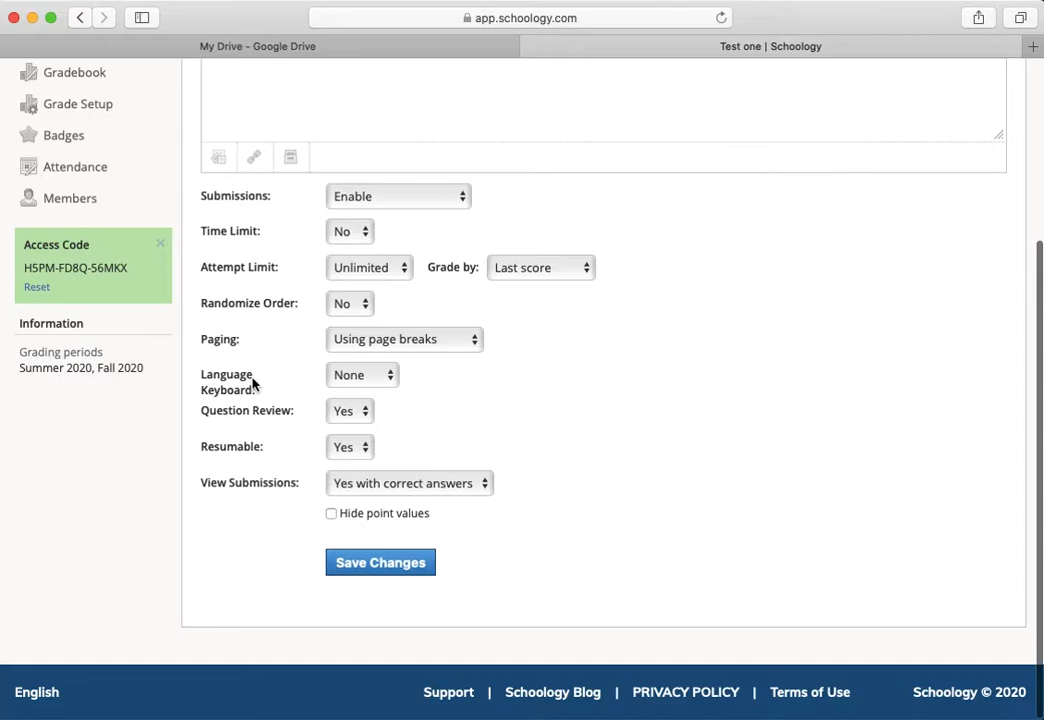 app.schoology.com
My Drive – Google Drive
Test one | Schoology
Gradebook
Grade Setup
Badges
Attendance
Members
Access Code
H5PM-FD8Q-56MKX
Reset
Information
Grading periods
Summer 2020, Fall 2020
Submissions: Enable
Time Limit: No
Attempt Limit: Unlimited Grade by: Last score
Randomize Order: No
Paging: Using page breaks
Language
Keyboard: None
Question Review: Yes
Resumable: Yes
View Submissions: Yes with correct answers
Hide point values
Save Changes
English Support | Schoology Blog | PRIVACY POLICY | Terms of Use Schoology © 2020